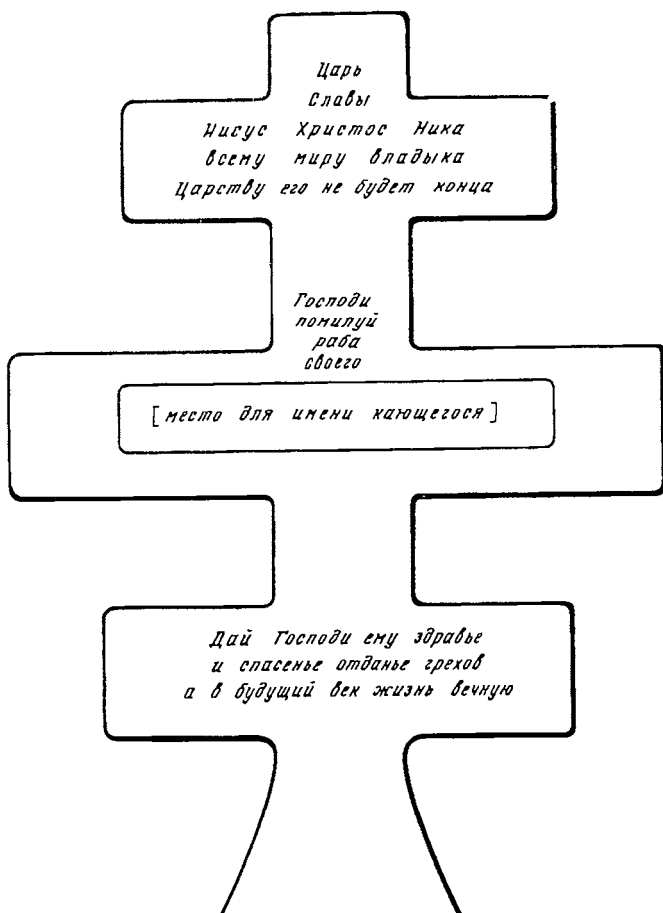 Царь
Славы
Иисус Христос Ника
всему миру владыка
Царству его не будет конца
Господи
помилуй
раба
своего
[место для имени кающегося]
Дай Господи ему здравье
и спасенье отданье грехов
а в будущий век жизнь вечную